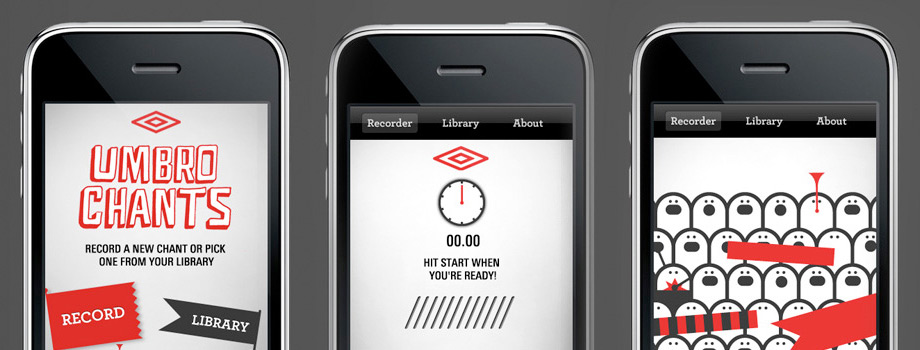 UMBRO
CHANTS
RECORD A NEW CHANT OR PICK
ONE FROM YOUR LIBRARY
RECORD
LIBRARY
Recorder Library About
00.00
HIT START WHEN
YOU'RE READY!
Recorder Library About